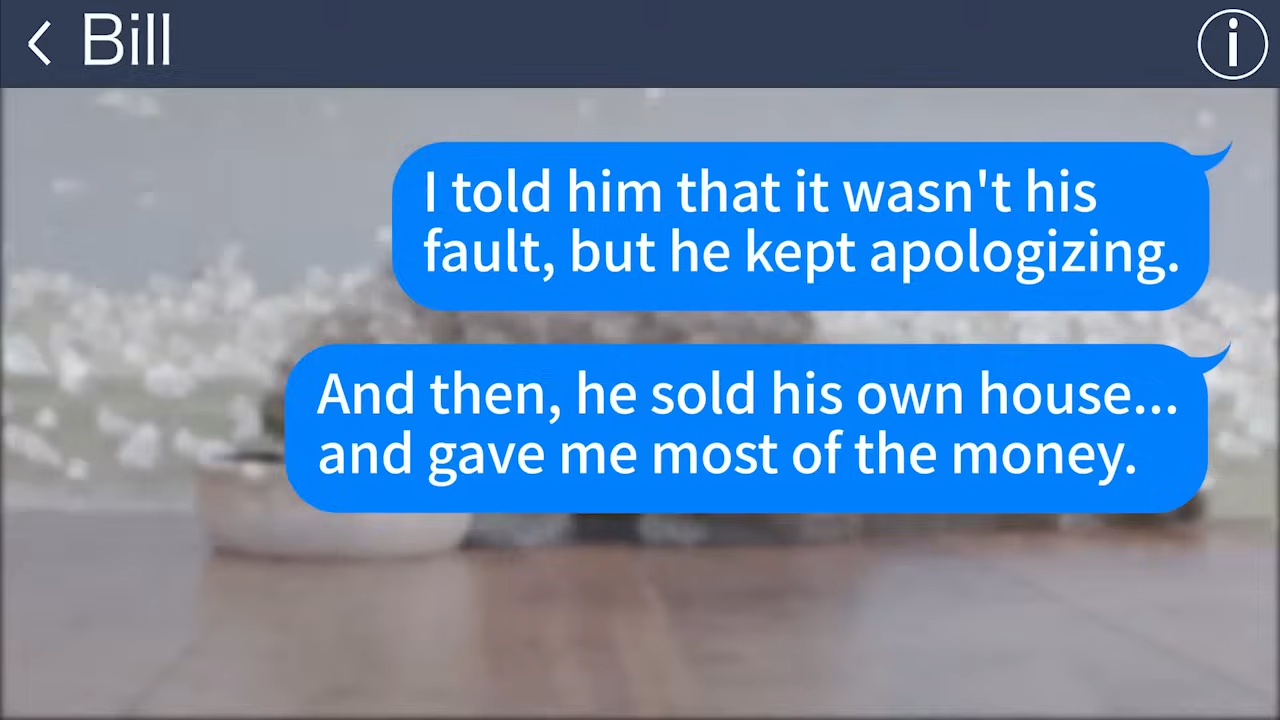 Bill
I told him that it wasn't his
fault, but he kept apologizing.
And then, he sold his own house...
and gave me most of the money.